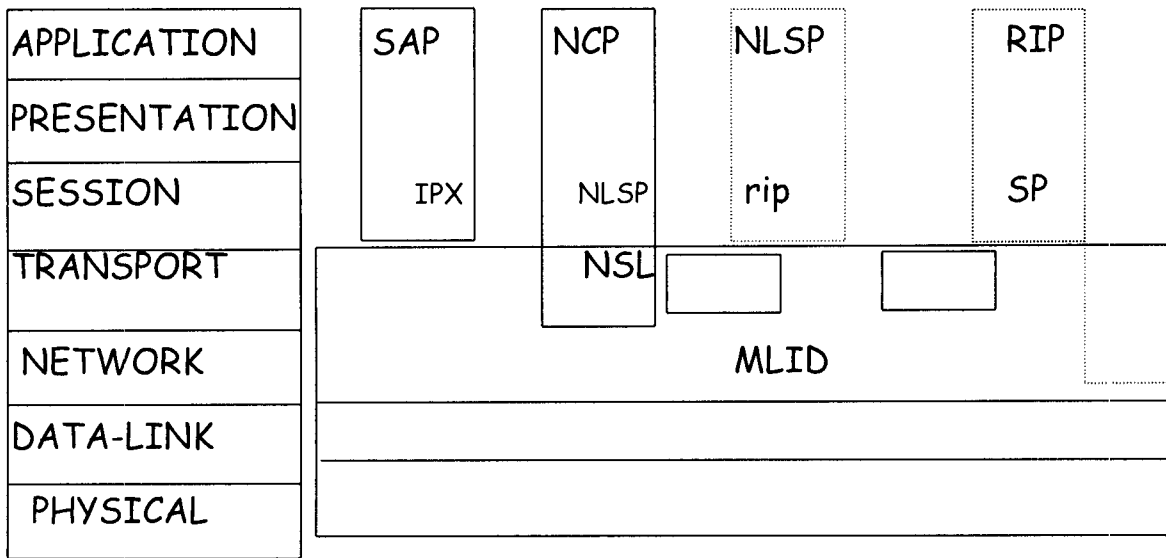 APPLICATION SAP NCP NLSP RIP
PRESENTATION
SESSION IPX NLSP rip SP
TRANSPORT NSL
NETWORK MLID
DATA-LINK
PHYSICAL